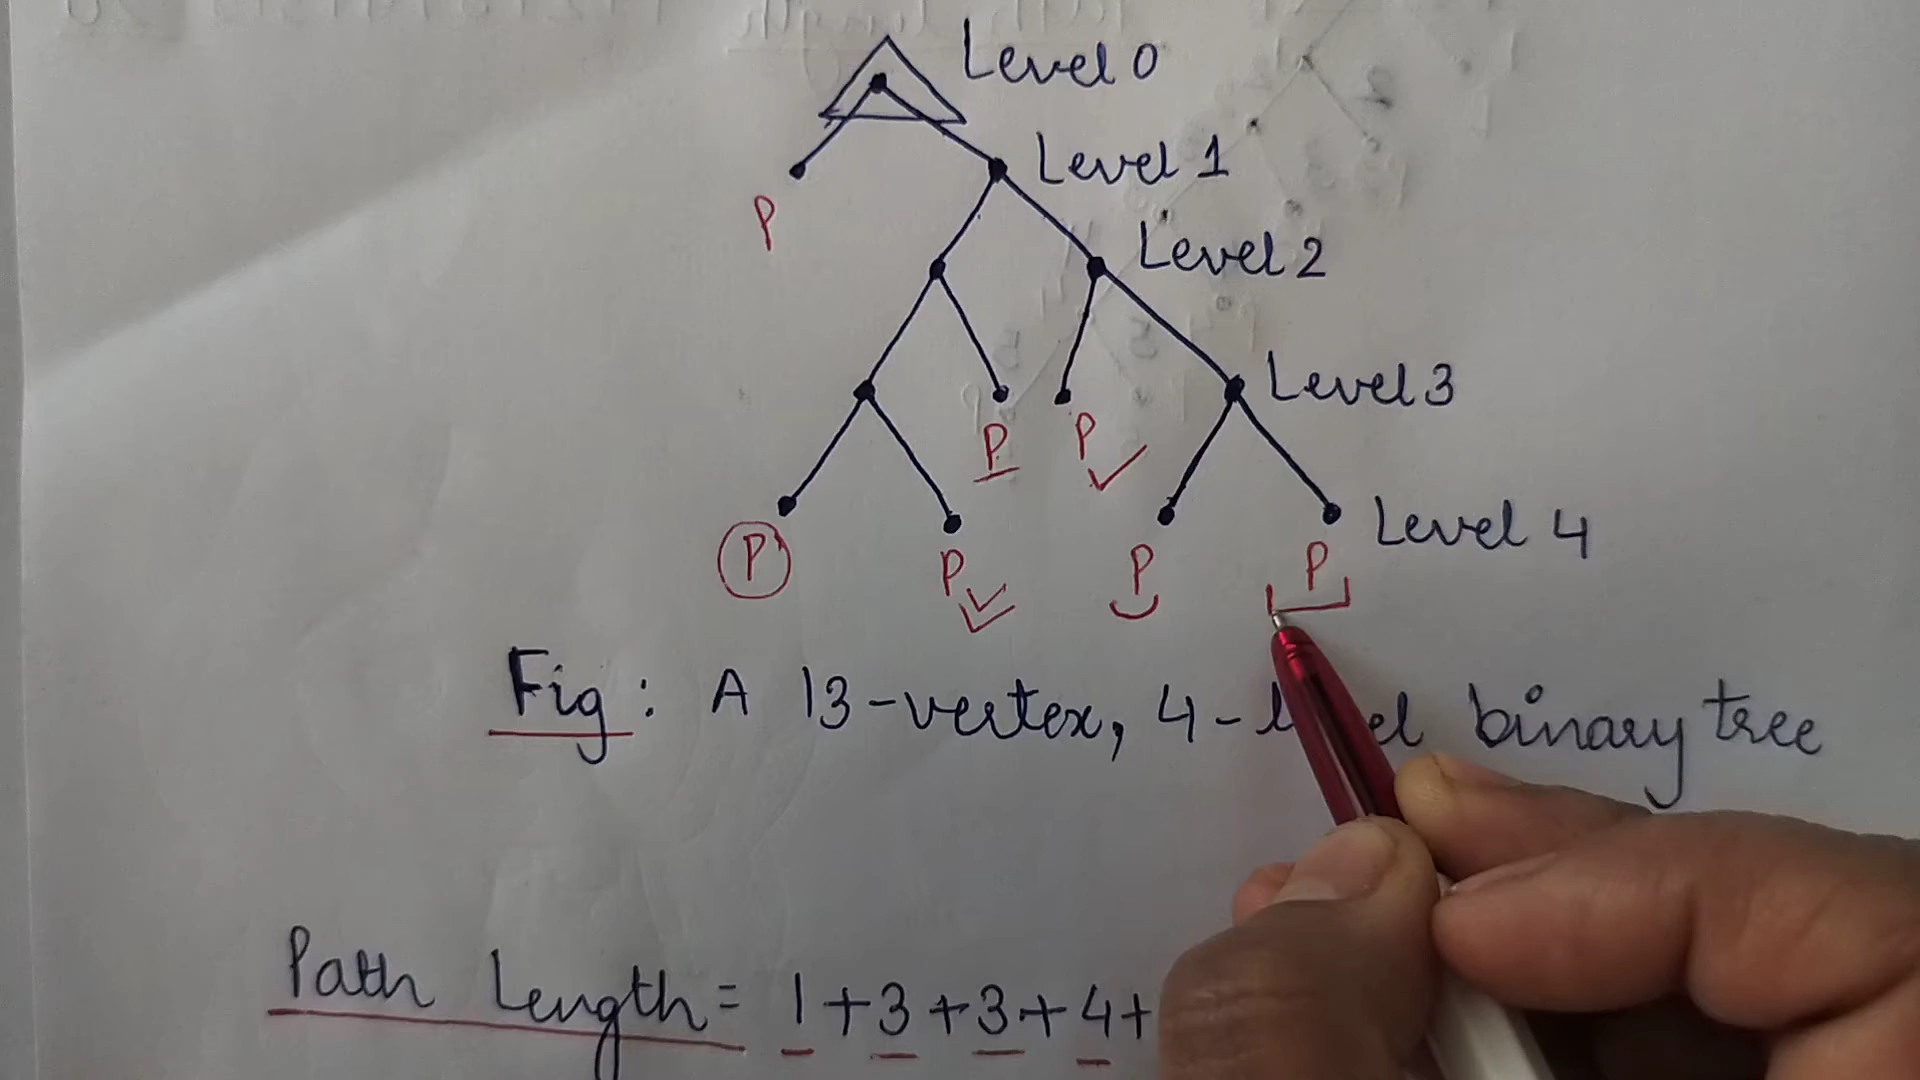 Level 0
Level 1
P
Level 2
Level 3
P P
Level 4
P P P P
Fig: A 13-vertex, 4-level binary tree
Path Length = 1+3+3+4+